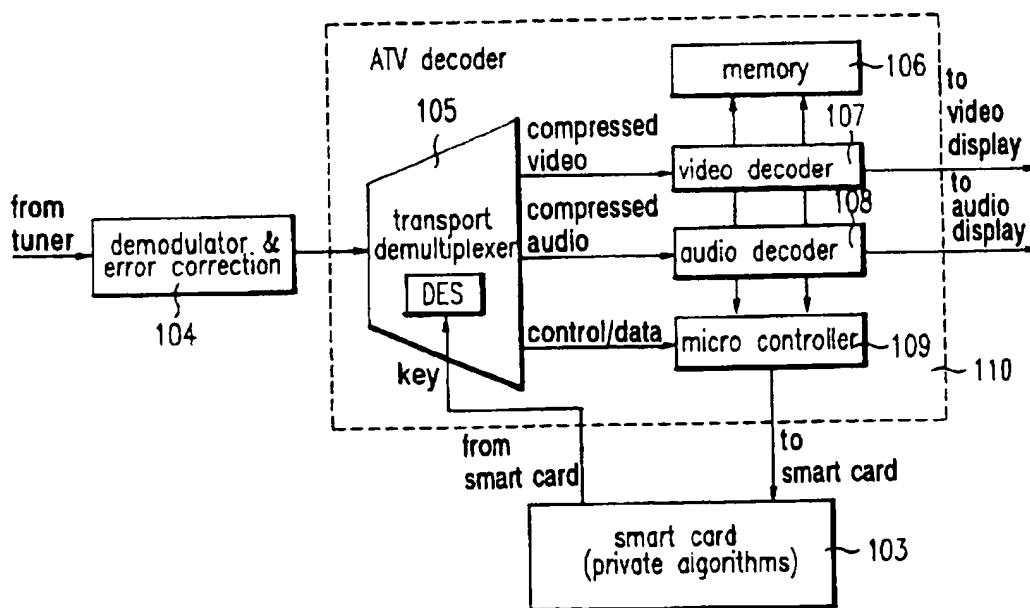 ATV decoder
memory
106
105
compressed
video
107
to
video
display
video decoder
from
tuner
demodulator &
error correction
104
transport
demultiplexer
compressed
audio
108
to
audio
display
audio decoder
DES
control/data
micro controller
109
key
110
from
smart card
to
smart card
smart card
(private algorithms)
103